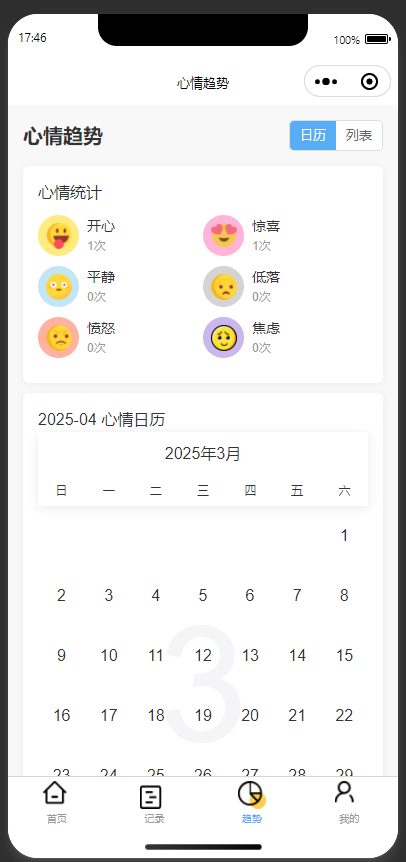 17:46 100%
心情趋势
心情趋势 日历 列表
心情统计
开心 惊喜
1次 1次
平静 低落
0次 0次
愤怒 焦虑
0次 0次
2025-04 心情日历
2025年3月
日 一 二 三 四 五 六
1
2 3 4 5 6 7 8
9 10 11 12 13 14 15
3
16 17 18 19 20 21 22
23 24 25 26 27 28 29
首页 记录 趋势 我的